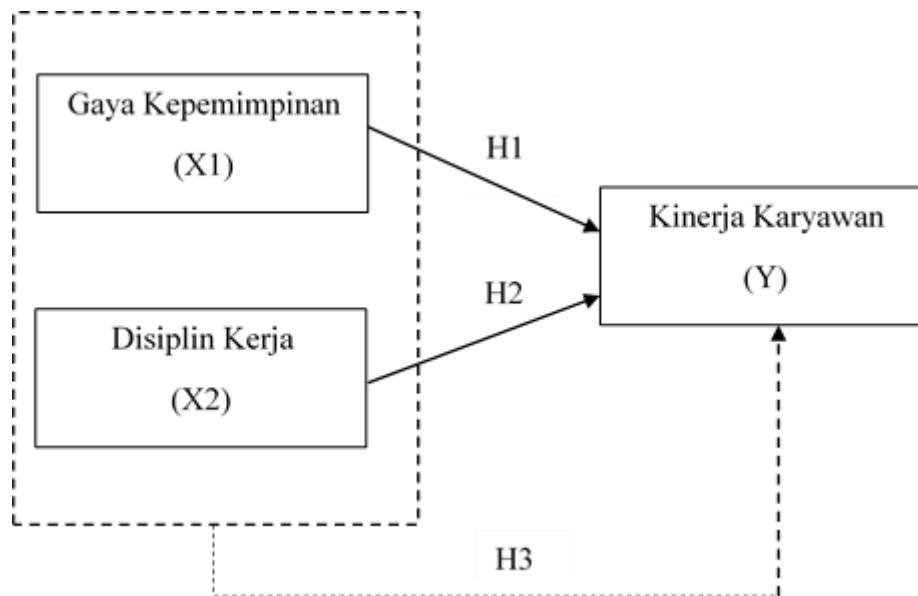 Gaya Kepemimpinan
(X1)
H1
Kinerja Karyawan
(Y)
H2
Disiplin Kerja
(X2)
H3